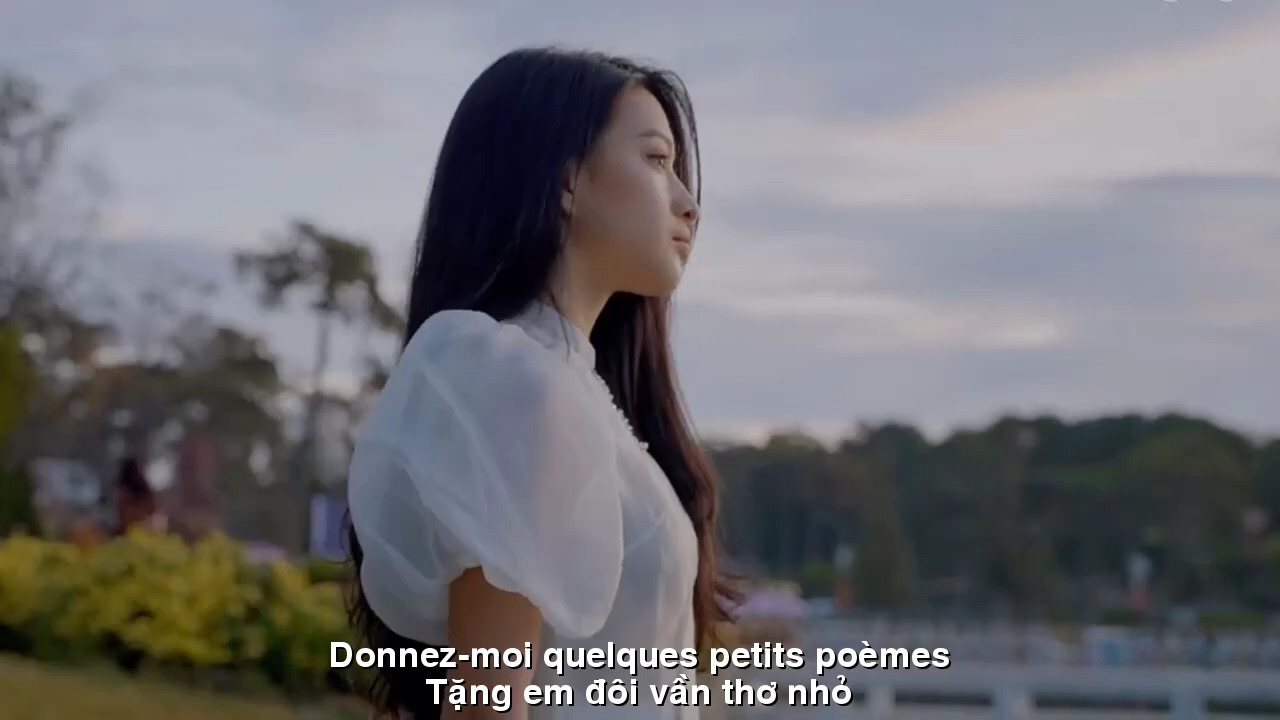 Donnez-moi quelques petits poèmes
Tặng em đôi vần thơ nhỏ